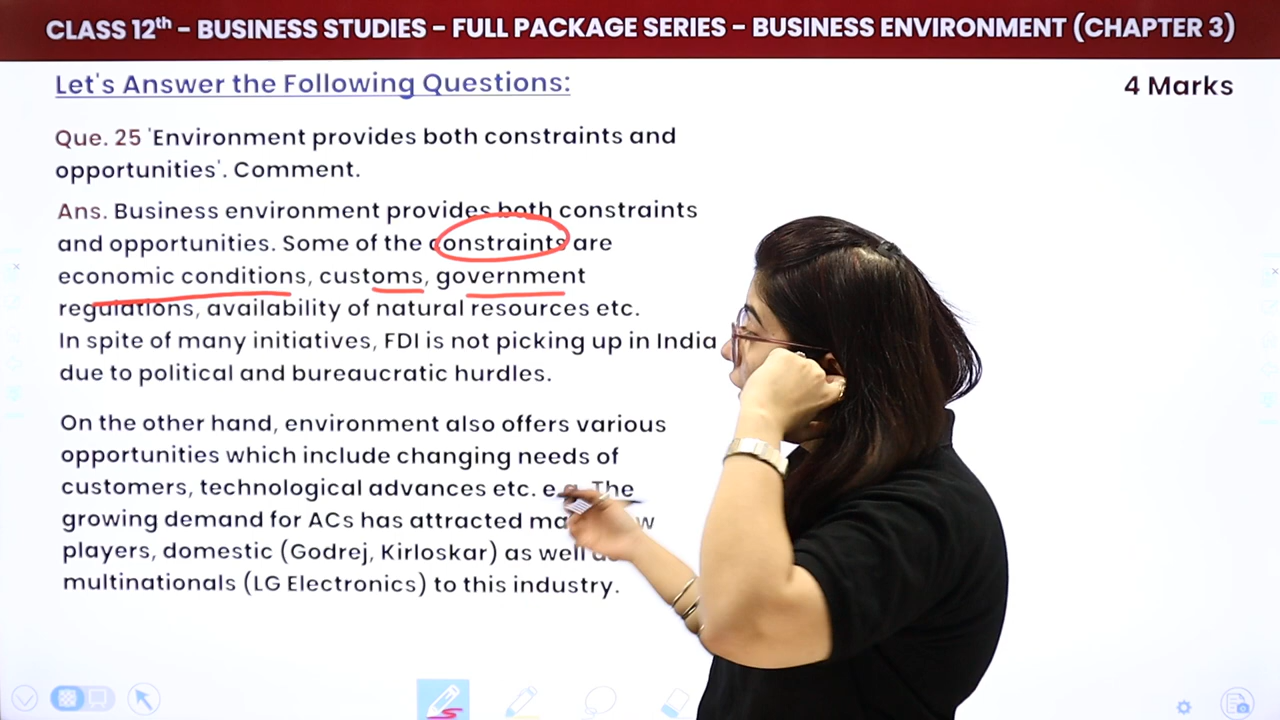 CLASS 12th – BUSINESS STUDIES – FULL PACKAGE SERIES – BUSINESS ENVIRONMENT (CHAPTER 3)
Let's Answer the Following Questions:
4 Marks
Que. 25 'Environment provides both constraints and
opportunities'. Comment.
Ans. Business environment provides both constraints
and opportunities. Some of the constraints are
economic conditions, customs, government
regulations, availability of natural resources etc.
In spite of many initiatives, FDI is not picking up in India
due to political and bureaucratic hurdles.
On the other hand, environment also offers various
opportunities which include changing needs of
customers, technological advances etc. e.g. The
growing demand for ACs has attracted
players, domestic (Godrej, Kirloskar) as well as
multinationals (LG Electronics) to this industry.